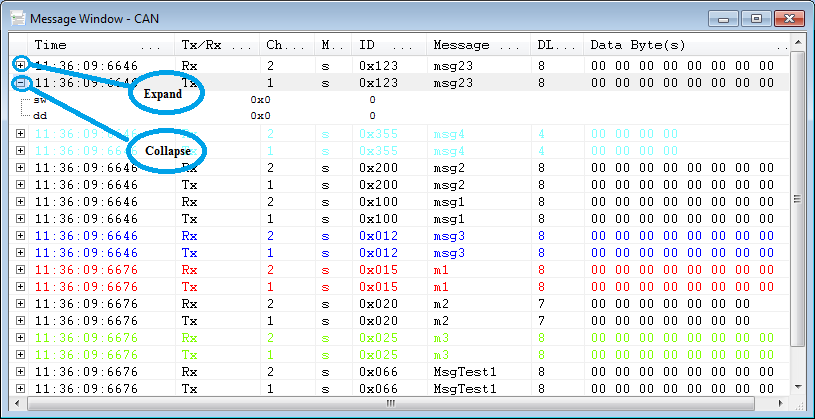 Message Window - CAN
Time ... Tx/Rx ... Ch... M.. ID ... Message ... DL... Data Byte(s) ..
11:36:09:6646 Rx 2 s 0x123 msg23 8 00 00 00 00 00 00 00 00
11:36:09:6646 Tx 1 s 0x123 msg23 8 00 00 00 00 00 00 00 00
Expand
sw 0x0 0
dd 0x0 0
11:36:09:6646 Rx 2 s 0x355 msg4 4 00 00 00 00
11:36:09:6646 Tx 1 s 0x355 msg4 4 00 00 00 00
Collapse
11:36:09:6646 Rx 2 s 0x200 msg2 8 00 00 00 00 00 00 00 00
11:36:09:6646 Tx 1 s 0x200 msg2 8 00 00 00 00 00 00 00 00
11:36:09:6646 Rx 2 s 0x100 msg1 8 00 00 00 00 00 00 00 00
11:36:09:6646 Tx 1 s 0x100 msg1 8 00 00 00 00 00 00 00 00
11:36:09:6646 Rx 2 s 0x012 msg3 8 00 00 00 00 00 00 00 00
11:36:09:6646 Tx 1 s 0x012 msg3 8 00 00 00 00 00 00 00 00
11:36:09:6676 Rx 2 s 0x015 m1 8 00 00 00 00 00 00 00 00
11:36:09:6676 Tx 1 s 0x015 m1 8 00 00 00 00 00 00 00 00
11:36:09:6676 Rx 2 s 0x020 m2 7 00 00 00 00 00 00 00
11:36:09:6676 Tx 1 s 0x020 m2 7 00 00 00 00 00 00 00
11:36:09:6676 Rx 2 s 0x025 m3 8 00 00 00 00 00 00 00 00
11:36:09:6676 Tx 1 s 0x025 m3 8 00 00 00 00 00 00 00 00
11:36:09:6676 Rx 2 s 0x066 MsgTest1 8 00 00 00 00 00 00 00 00
11:36:09:6676 Tx 1 s 0x066 MsgTest1 8 00 00 00 00 00 00 00 00